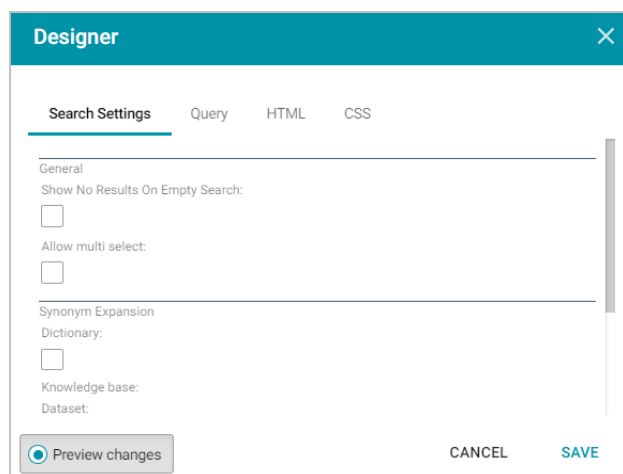 Designer
Search Settings Query HTML CSS
General
Show No Results On Empty Search:
Allow multi select:
Synonym Expansion
Dictionary:
Knowledge base:
Dataset:
Preview changes CANCEL SAVE